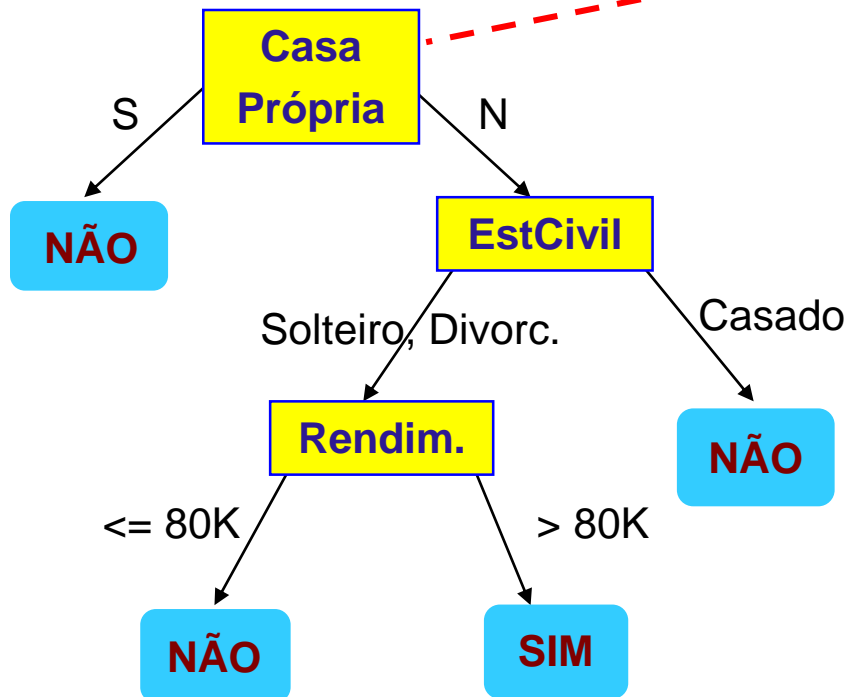 Casa
Própria
S
N
NÃO
EstCivil
Solteiro, Divorc.
Casado
Rendim.
NÃO
<= 80K
> 80K
NÃO
SIM